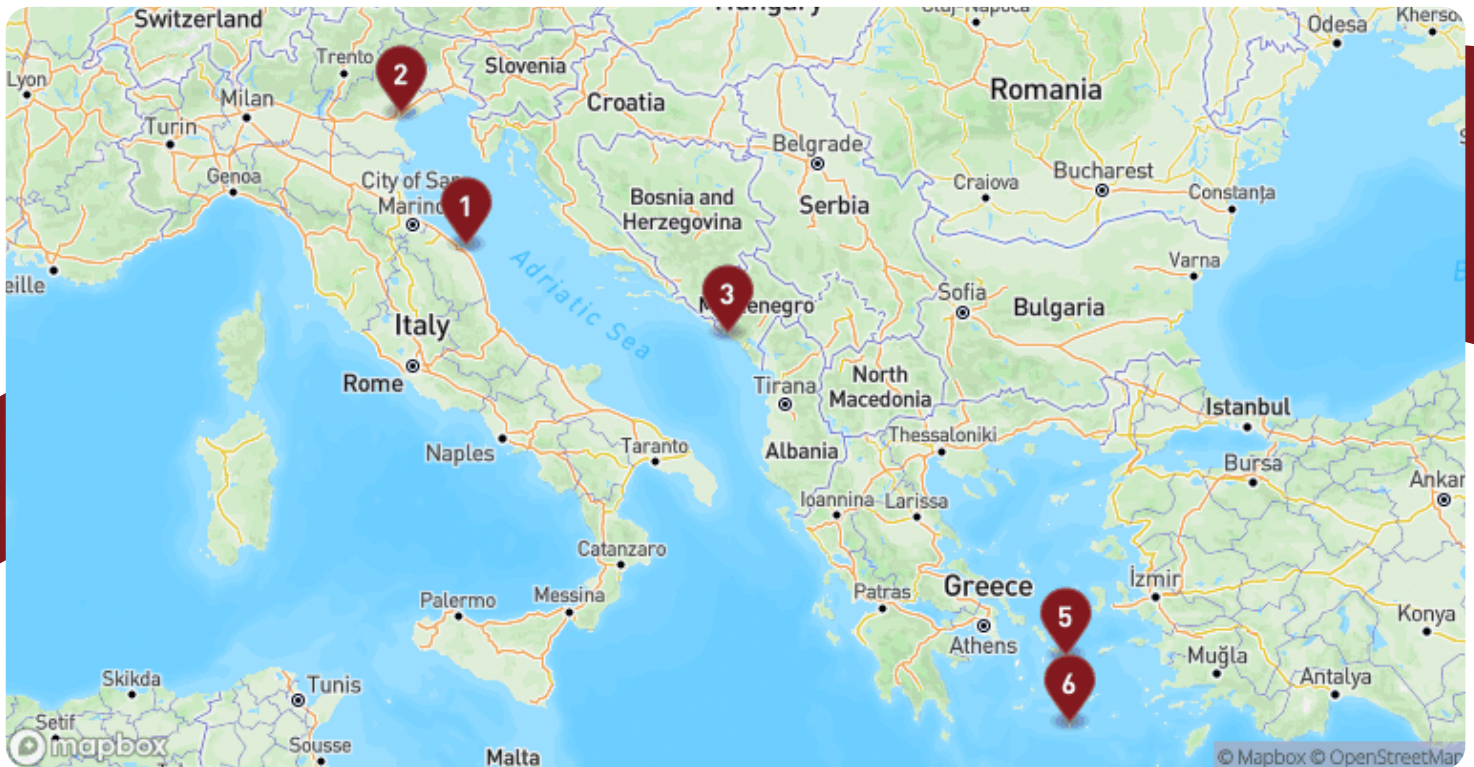 Hungary
Cluj-Napoca
Kherso
Switzerland
Odesa
Trento
Slovenia
2
Lyon
Milan
Croatia
Romania
Turin
Belgrade
Genoa
City of San
Marino
1
Bosnia and
Herzegovina
Serbia
Craiova
Bucharest
Constanța
eille
Adriatic Sea
3
Montenegro
Sofia
Bulgaria
Varna
B
Italy
Rome
Tirana
North
Macedonia
Istanbul
Naples
Taranto
Albania
Thessaloniki
Bursa
Ankar
Ioannina
Larissa
Catanzaro
Palermo
Messina
Patras
Greece
Athens
5
İzmir
Konya
6
Muğla
Antalya
Skikda
Tunis
Setif
Sousse
Malta
mapbox
© Mapbox © OpenStreetMap